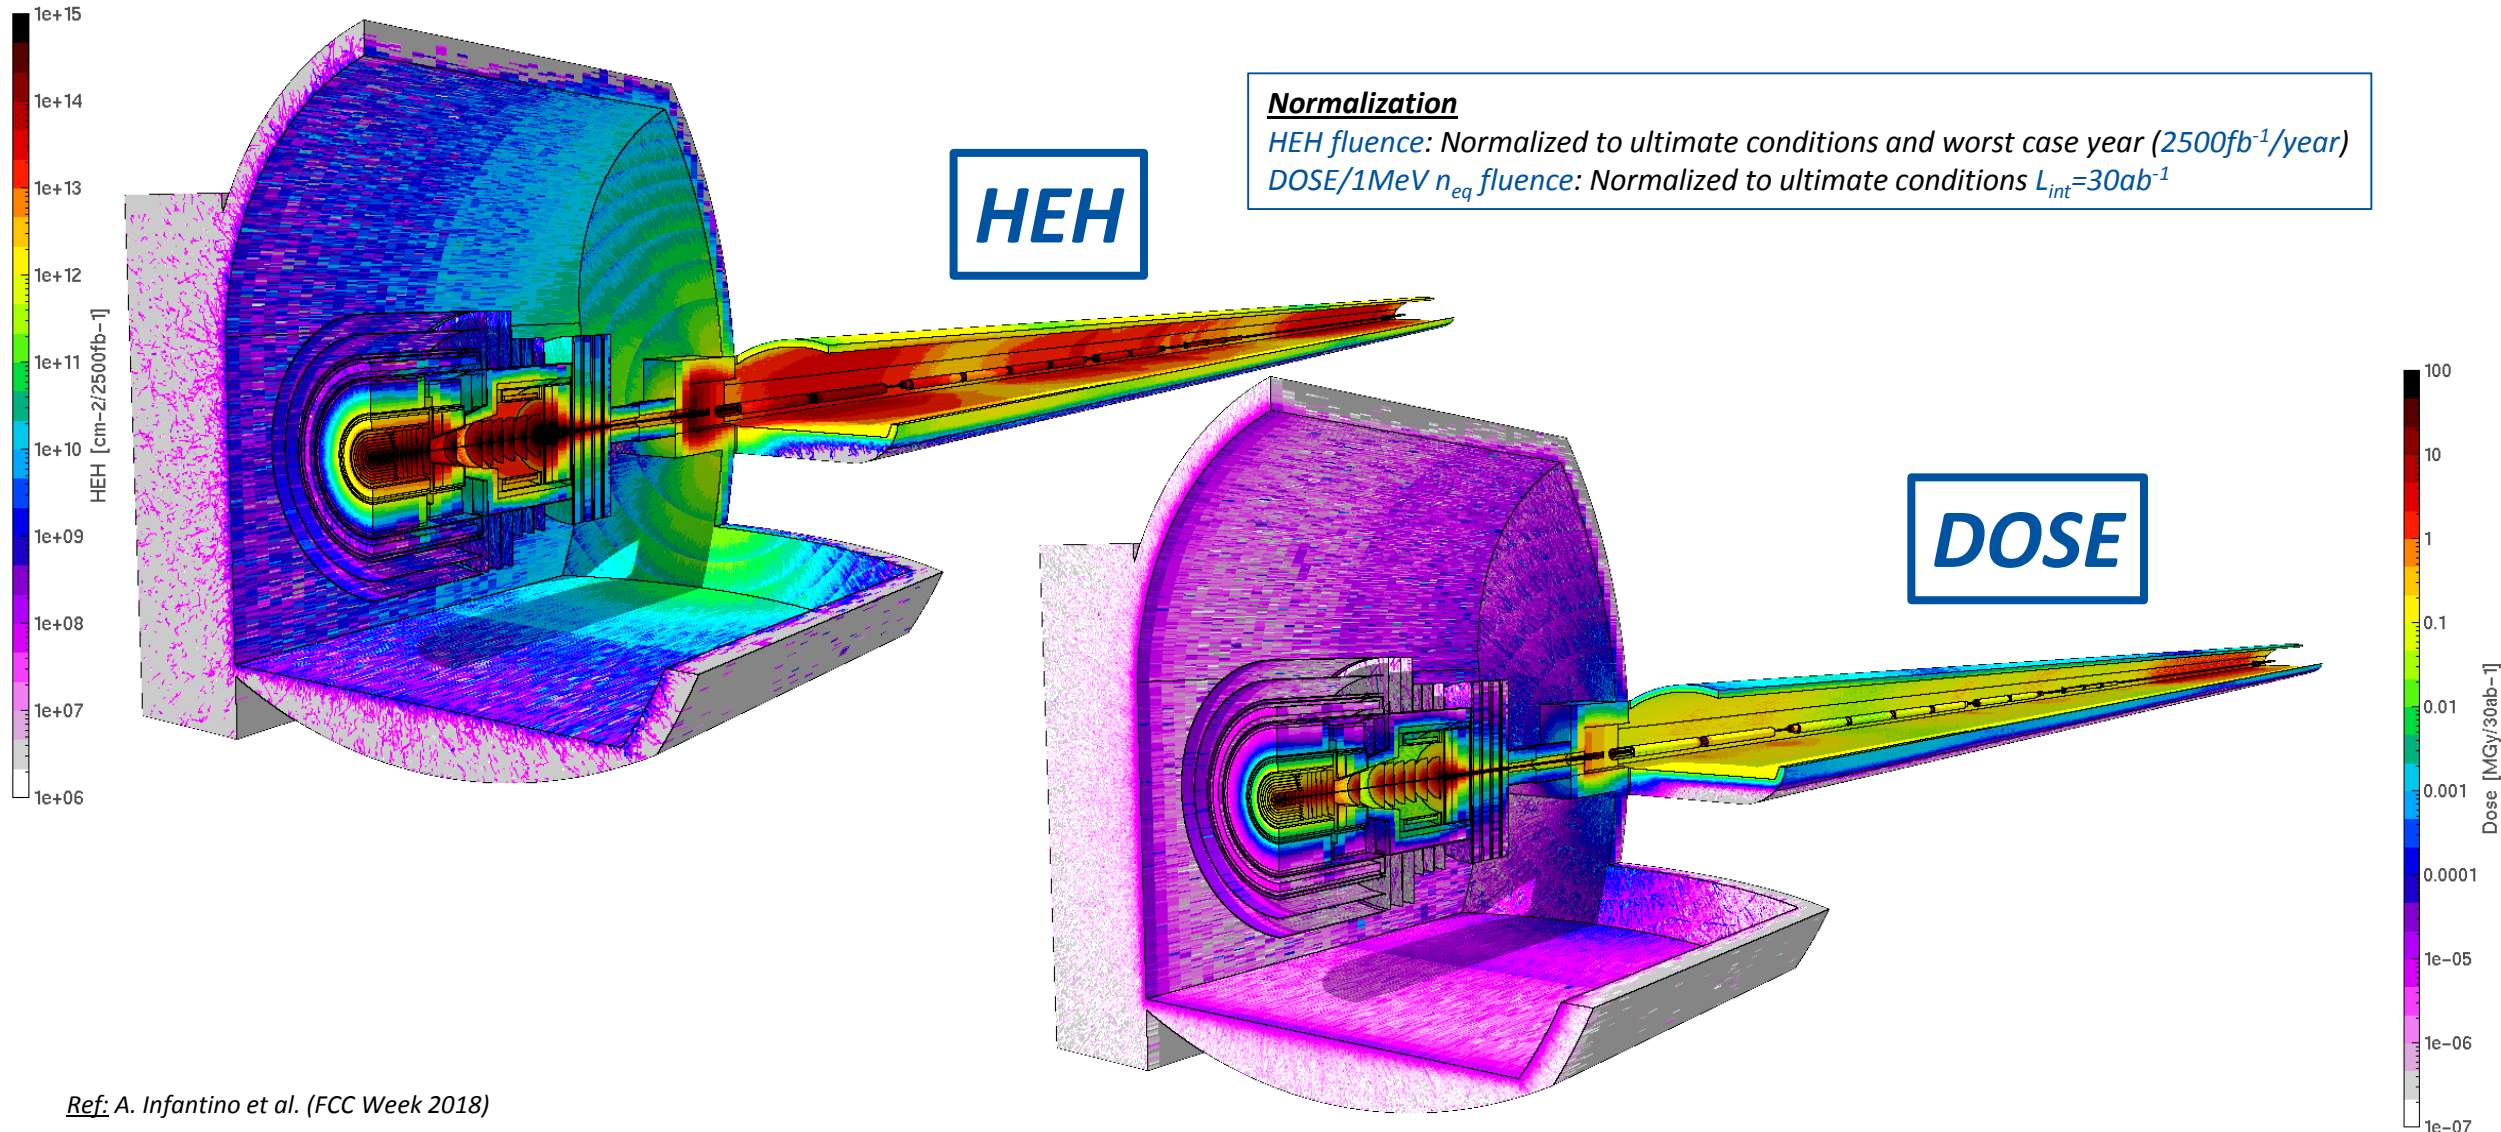 1e+15
1e+14
1e+13
1e+12
1e+11
1e+10
1e+09
1e+08
1e+07
1e+06
HEH [cm-2/2500fb-1]
Normalization
HEH fluence: Normalized to ultimate conditions and worst case year (2500fb-1/year)
DOSE/1MeV neq fluence: Normalized to ultimate conditions Lint=30ab-1
HEH
DOSE
100
10
1
0.1
0.01
0.001
0.0001
1e-05
1e-06
1e-07
Dose [MGy/30ab-1]
Ref: A. Infantino et al. (FCC Week 2018)